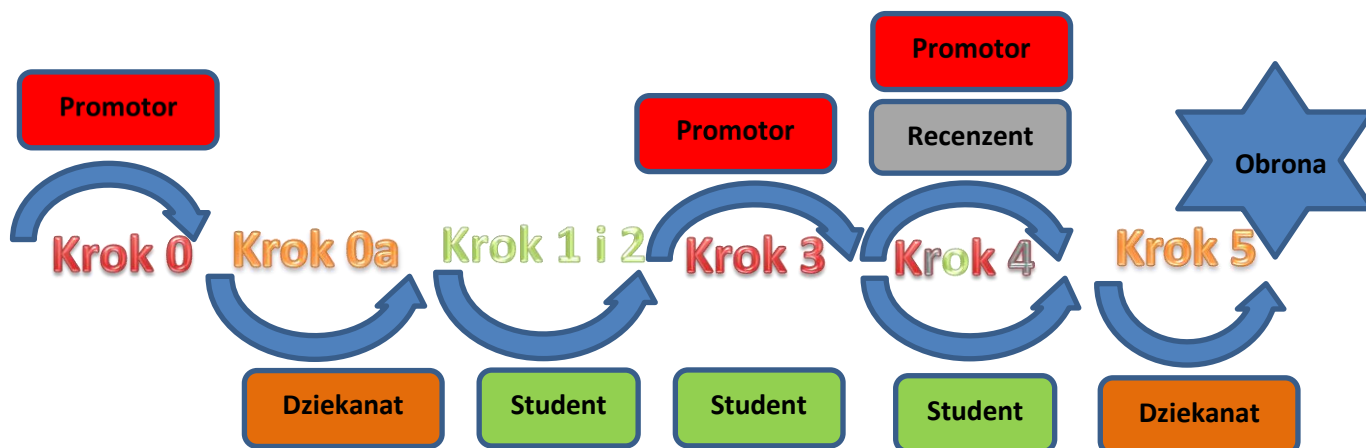 Promotor
Promotor
Promotor
Recenzent
Obrona
Krok 0
Krok 0a
Krok 1 i 2
Krok 3
Krok 4
Krok 5
Dziekanat
Student
Student
Student
Dziekanat